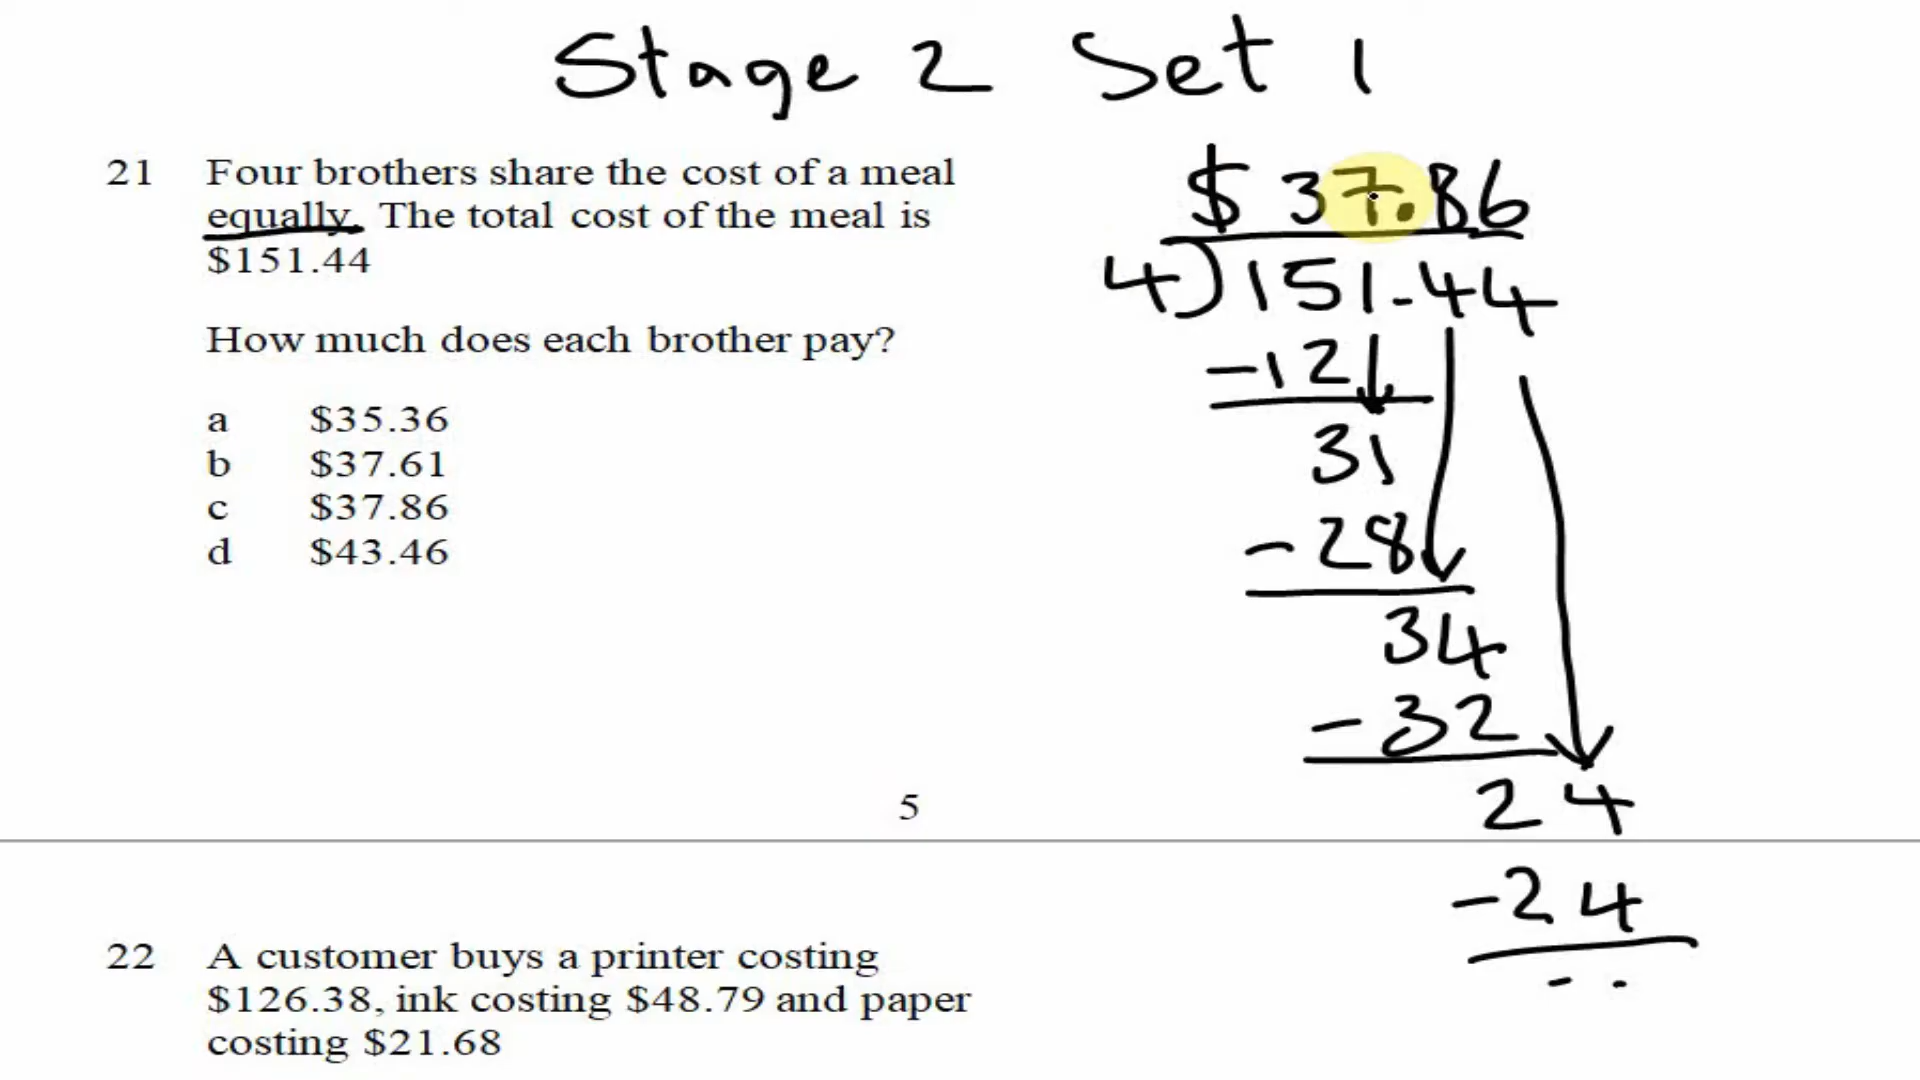 Stage 2 Set 1
21 Four brothers share the cost of a meal
equally. The total cost of the meal is
$151.44
How much does each brother pay?
a $35.36
b $37.61
c $37.86
d $43.46
5
22 A customer buys a printer costing
$126.38, ink costing $48.79 and paper
costing $21.68
$ 37.86
4)151.44
-12
31
-28
34
-32
24
-24